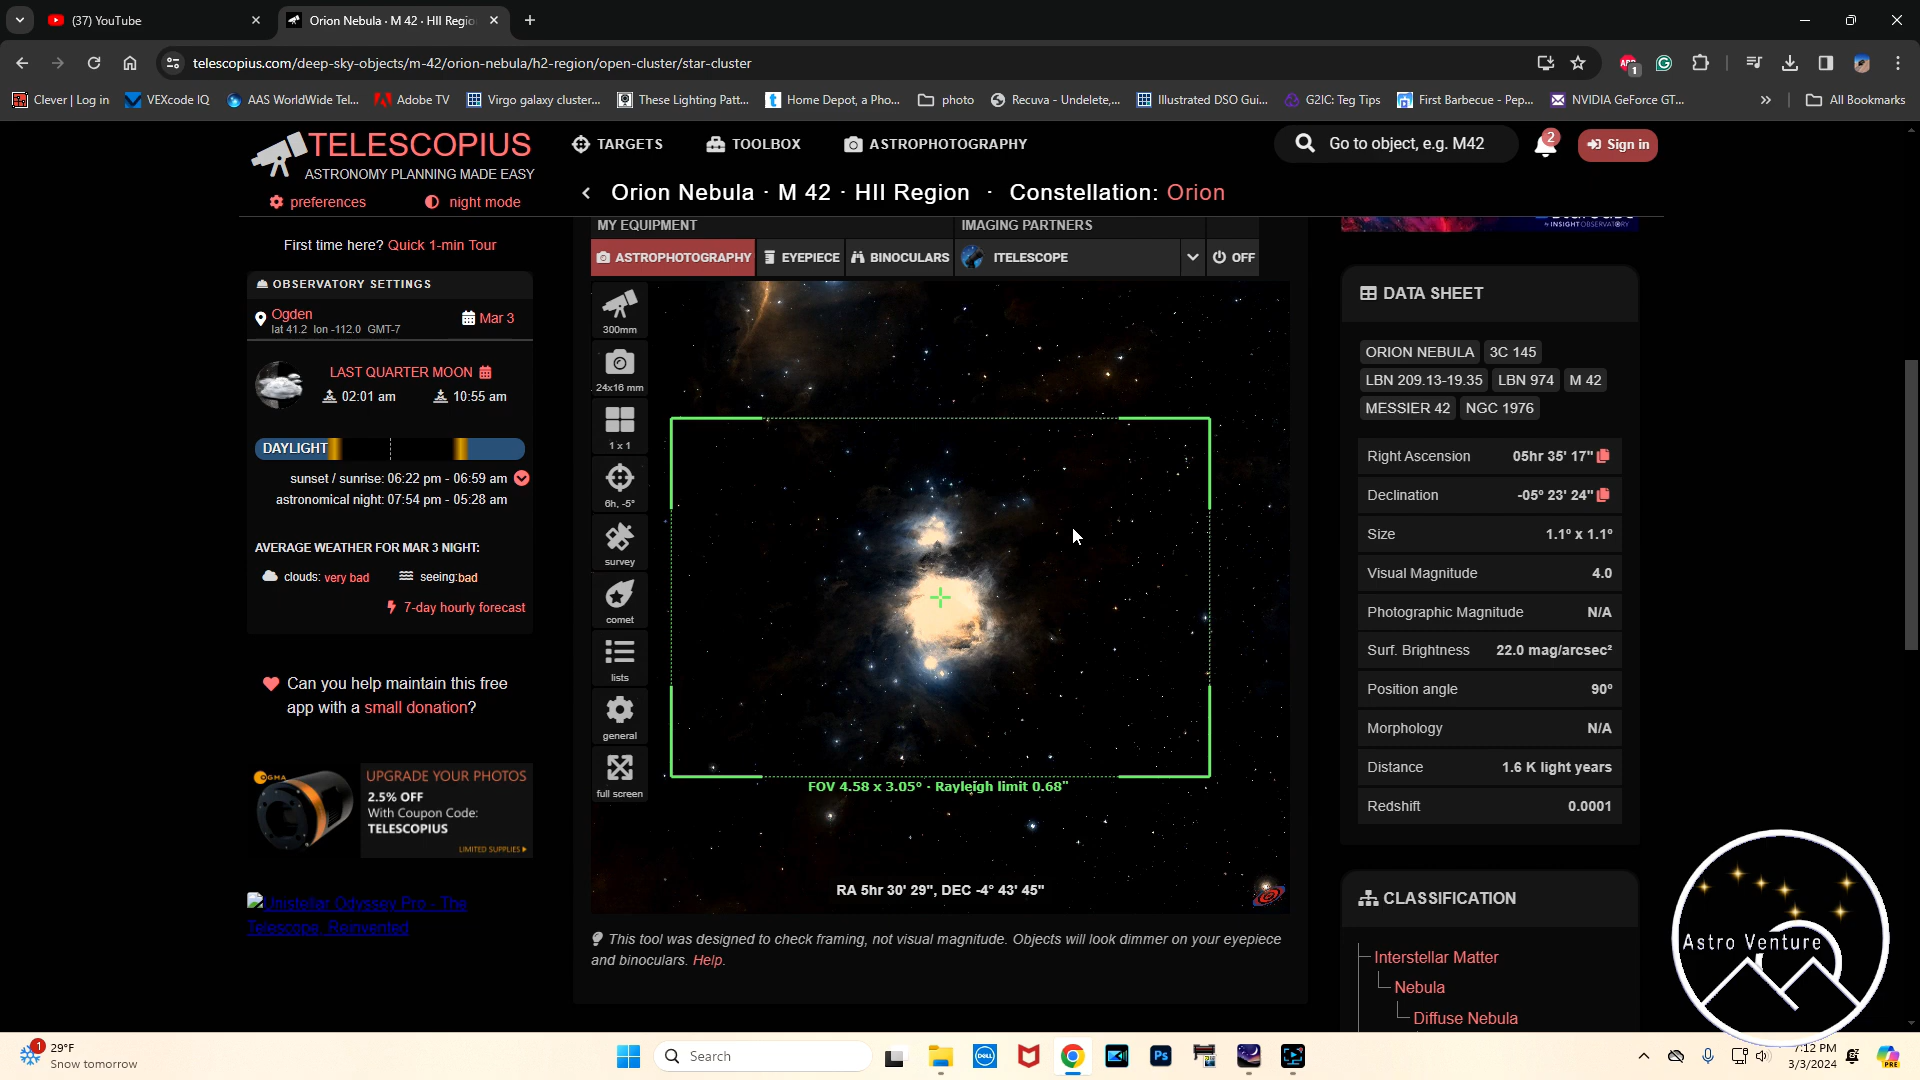 (37) YouTube
Orion Nebula · M 42 · HII Regio
telescopius.com/deep-sky-objects/m-42/orion-nebula/h2-region/open-cluster/star-cluster
ABP
1
Clever | Log in
VEXcode IQ
AAS WorldWide Tel...
Adobe TV
Virgo galaxy cluster...
These Lighting Patt...
Home Depot, a Pho...
photo
Recuva - Undelete,...
Illustrated DSO Gui...
G2IC: Teg Tips
First Barbecue - Pep...
NVIDIA GeForce GT...
All Bookmarks
TELESCOPIUS
ASTRONOMY PLANNING MADE EASY
preferences
night mode
TARGETS
TOOLBOX
ASTROPHOTOGRAPHY
Go to object, e.g. M42
2
Sign in
Orion Nebula · M 42 · HII Region · Constellation: Orion
First time here? Quick 1-min Tour
OBSERVATORY SETTINGS
Ogden
lat 41.2 lon -112.0 GMT-7
Mar 3
LAST QUARTER MOON
02:01 am
10:55 am
DAYLIGHT
sunset / sunrise: 06:22 pm - 06:59 am
astronomical night: 07:54 pm - 05:28 am
AVERAGE WEATHER FOR MAR 3 NIGHT:
clouds: very bad
seeing:bad
7-day hourly forecast
Can you help maintain this free
app with a small donation?
OGMA
UPGRADE YOUR PHOTOS
2.5% OFF
With Coupon Code:
TELESCOPIUS
LIMITED SUPPLIES
Unistellar Odyssey Pro - The
Telescope, Reinvented
MY EQUIPMENT
IMAGING PARTNERS
ASTROPHOTOGRAPHY
EYEPIECE
BINOCULARS
ITELESCOPE
OFF
300mm
24x16 mm
1 x 1
6h, -5°
survey
comet
lists
general
full screen
FOV 4.58 x 3.05° · Rayleigh limit 0.68"
RA 5hr 30' 29", DEC -4° 43' 45"
This tool was designed to check framing, not visual magnitude. Objects will look dimmer on your eyepiece
and binoculars. Help.
by INSIGHT OBSERVATORY
DATA SHEET
ORION NEBULA
3C 145
LBN 209.13-19.35
LBN 974
M 42
MESSIER 42
NGC 1976
Right Ascension 05hr 35' 17"
Declination -05° 23' 24"
Size 1.1° x 1.1°
Visual Magnitude 4.0
Photographic Magnitude N/A
Surf. Brightness 22.0 mag/arcsec²
Position angle 90°
Morphology N/A
Distance 1.6 K light years
Redshift 0.0001
CLASSIFICATION
Interstellar Matter
Nebula
Diffuse Nebula
Astro Venture
1
29°F
Snow tomorrow
Search
DELL
Ps
7:12 PM
3/3/2024
PRE